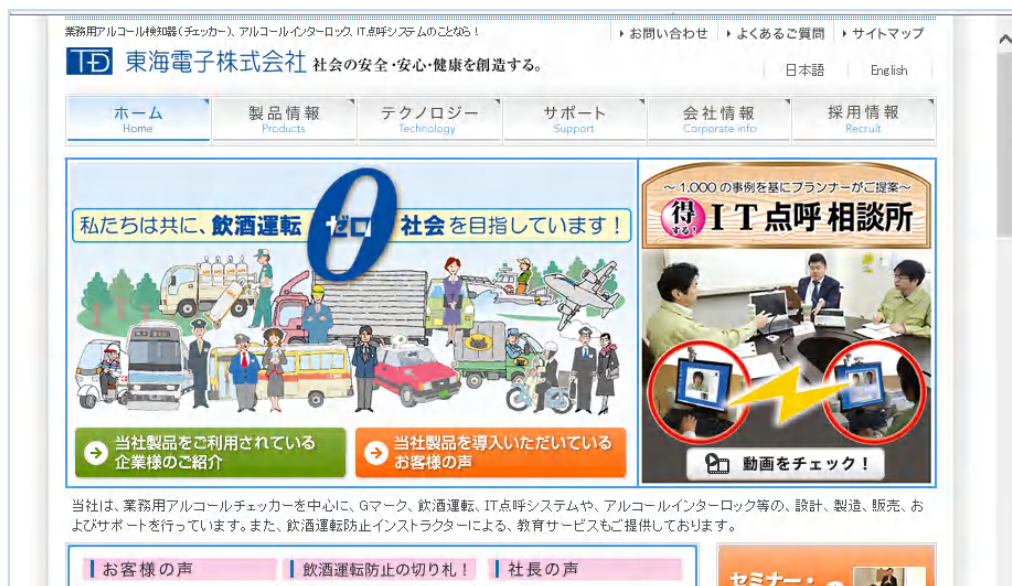 業務用アルコール検知器(チェッカー)、アルコールインターロック、IT点呼システムのことなら!
お問い合わせ よくあるご質問 サイトマップ
TD 東海電子株式会社 社会の安全・安心・健康を創造する。
日本語 English
ホーム 製品情報 テクノロジー サポート 会社情報 採用情報
Home Products Technology Support Corporate info Recruit
私たちは共に、飲酒運転 ゼロ 社会を目指しています!
~1,000の事例を基にプランナーがご提案~
得する! IT点呼 相談所
当社製品をご利用されている
企業様のご紹介
当社製品を導入いただいている
お客様の声
動画をチェック!
当社は、業務用アルコールチェッカーを中心に、Gマーク、飲酒運転、IT点呼システムや、アルコールインターロック等の、設計、製造、販売、お
よびサポートを行っています。また、飲酒運転防止インストラクターによる、教育サービスもご提供しております。
お客様の声 飲酒運転防止の切り札! 社長の声
セミナー・